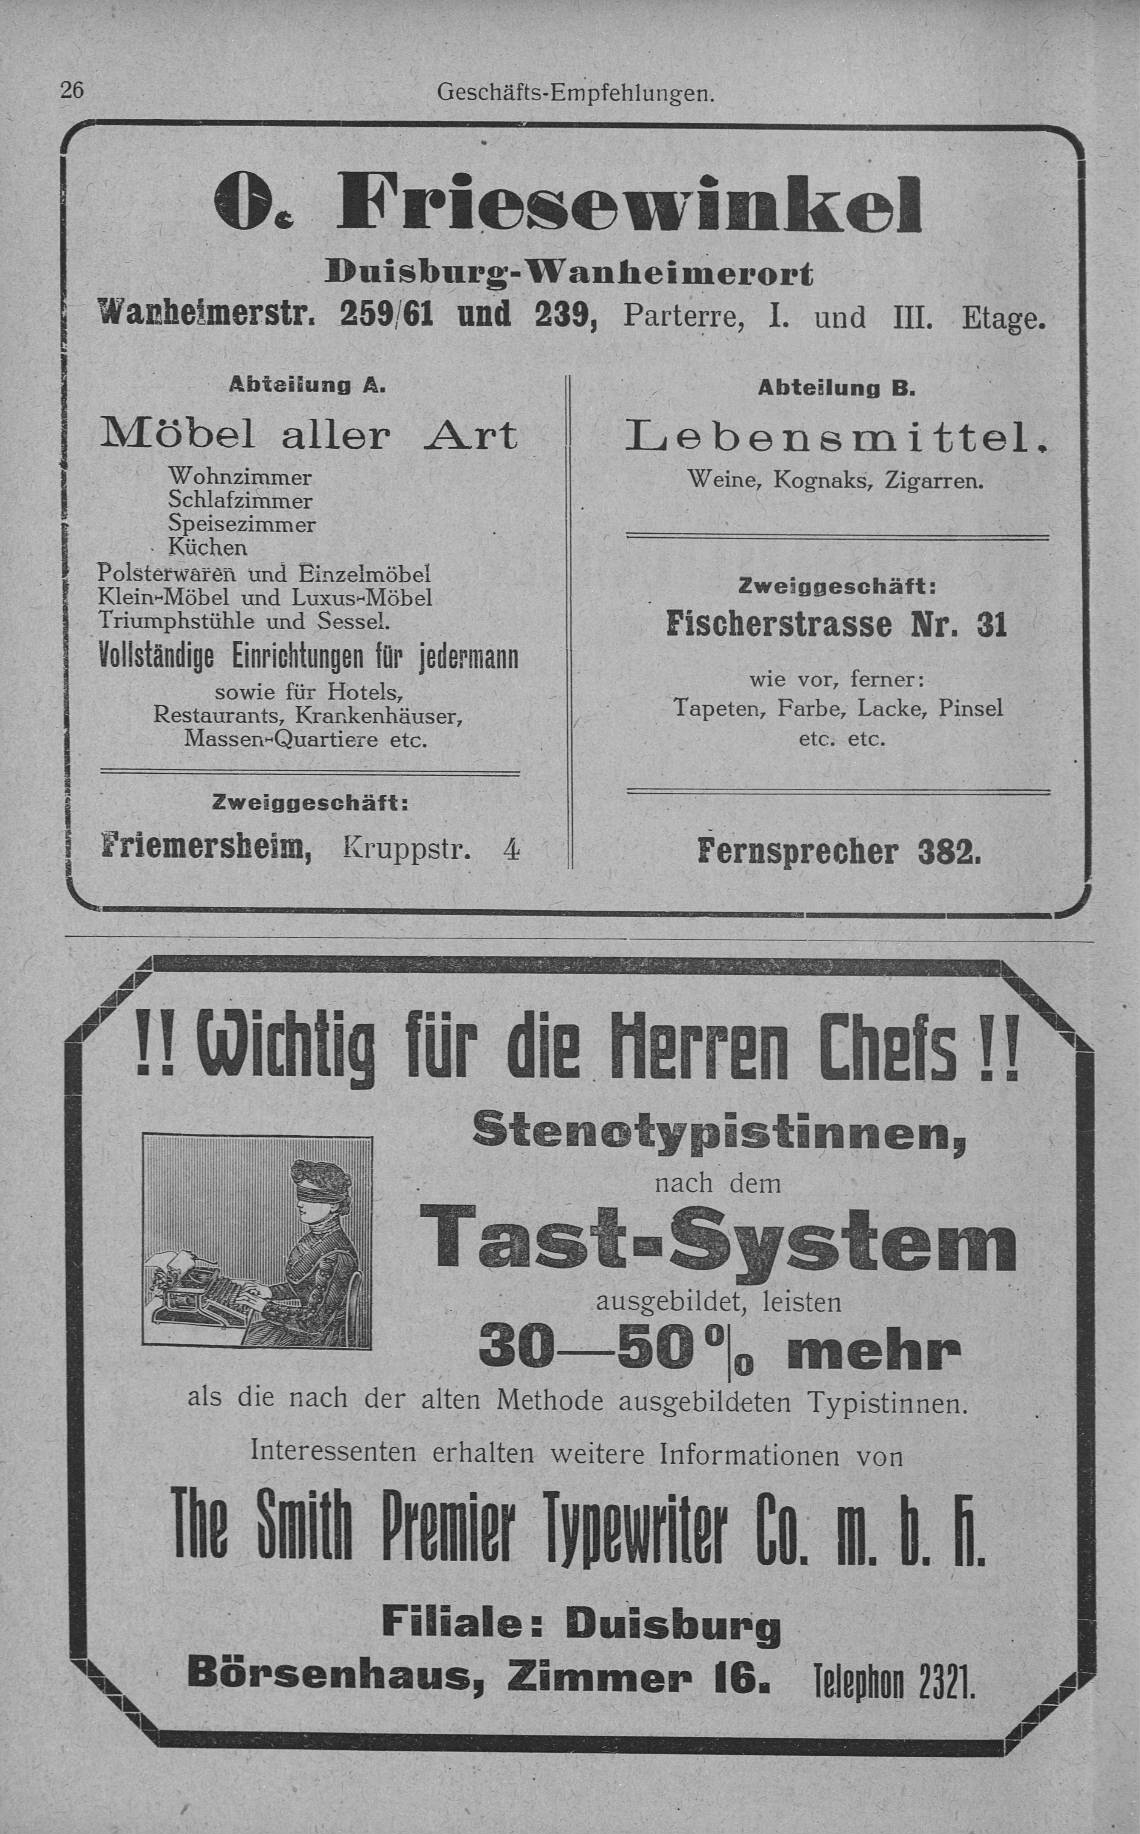 26
Geschäfts-Empfehlungen.
O. Friesewinkel
Duisburg-Wanheimerort
Wanheimerstr. 259/61 und 239, Parterre, I. und III. Etage.
Abteilung A.
Möbel aller Art
Wohnzimmer
Schlafzimmer
Speisezimmer
Küchen
Polsterwaren und Einzelmöbel
Klein-Möbel und Luxus-Möbel
Triumphstühle und Sessel.
Vollständige Einrichtungen für jedermann
sowie für Hotels,
Restaurants, Krankenhäuser,
Massen-Quartiere etc.
Zweiggeschäft:
Friemersheim, Kruppstr. 4
Abteilung B.
Lebensmittel.
Weine, Kognaks, Zigarren.
Zweiggeschäft:
Fischerstrasse Nr. 31
wie vor, ferner:
Tapeten, Farbe, Lacke, Pinsel
etc. etc.
Fernsprecher 382.
!! Wichtig für die Herren Chefs !!
Stenotypistinnen,
nach dem
Tast-System
ausgebildet, leisten
30—50% mehr
als die nach der alten Methode ausgebildeten Typistinnen.
Interessenten erhalten weitere Informationen von
The Smith Premier Typewriter Co. m. b. H.
Filiale: Duisburg
Börsenhaus, Zimmer 16. Telephon 2321.